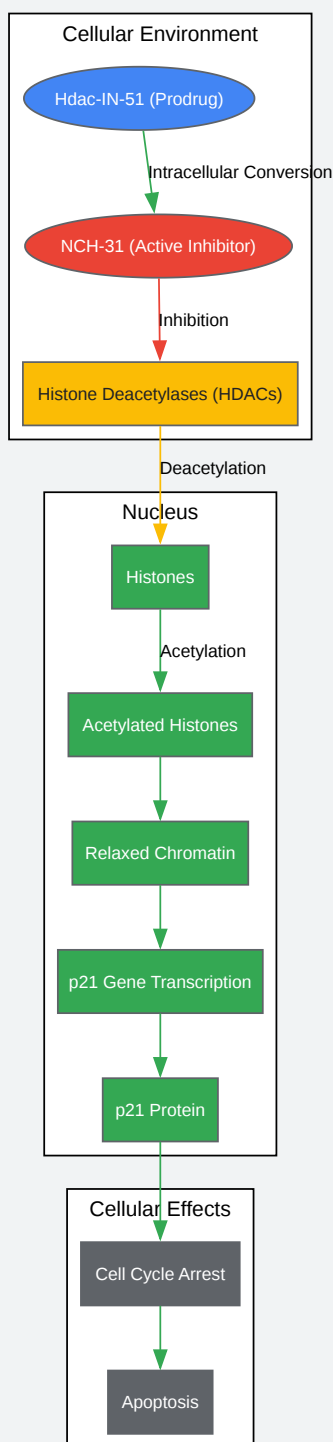 Cellular Environment
Hdac-IN-51 (Prodrug)
Intracellular Conversion
NCH-31 (Active Inhibitor)
Inhibition
Histone Deacetylases (HDACs)
Deacetylation
Nucleus
Histones
Acetylation
Acetylated Histones
Relaxed Chromatin
p21 Gene Transcription
p21 Protein
Cellular Effects
Cell Cycle Arrest
Apoptosis